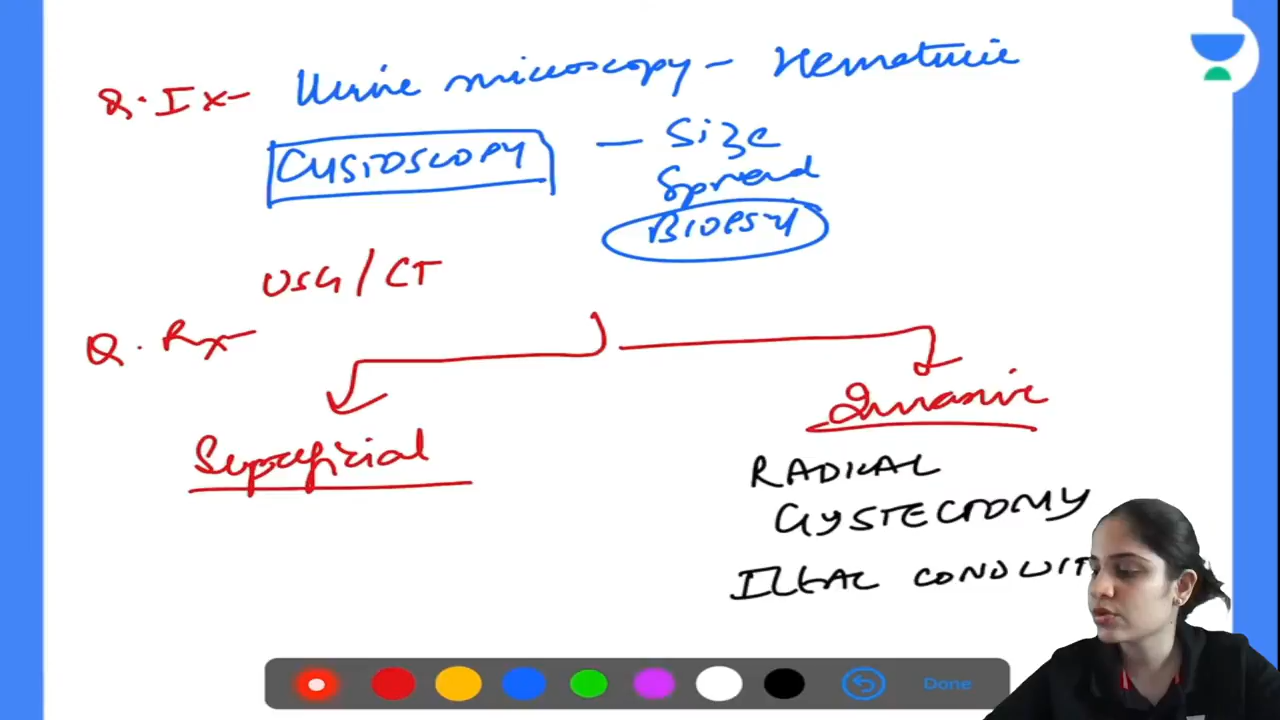 Q. Ix- Urine microscopy - Hematuria
CYSTOSCOPY - Size
Spread
BIOPSY
USG/CT
Q. Rx-
Superficial
Invasive
RADICAL
CYSTECTOMY
ILEAL CONDUIT
Done